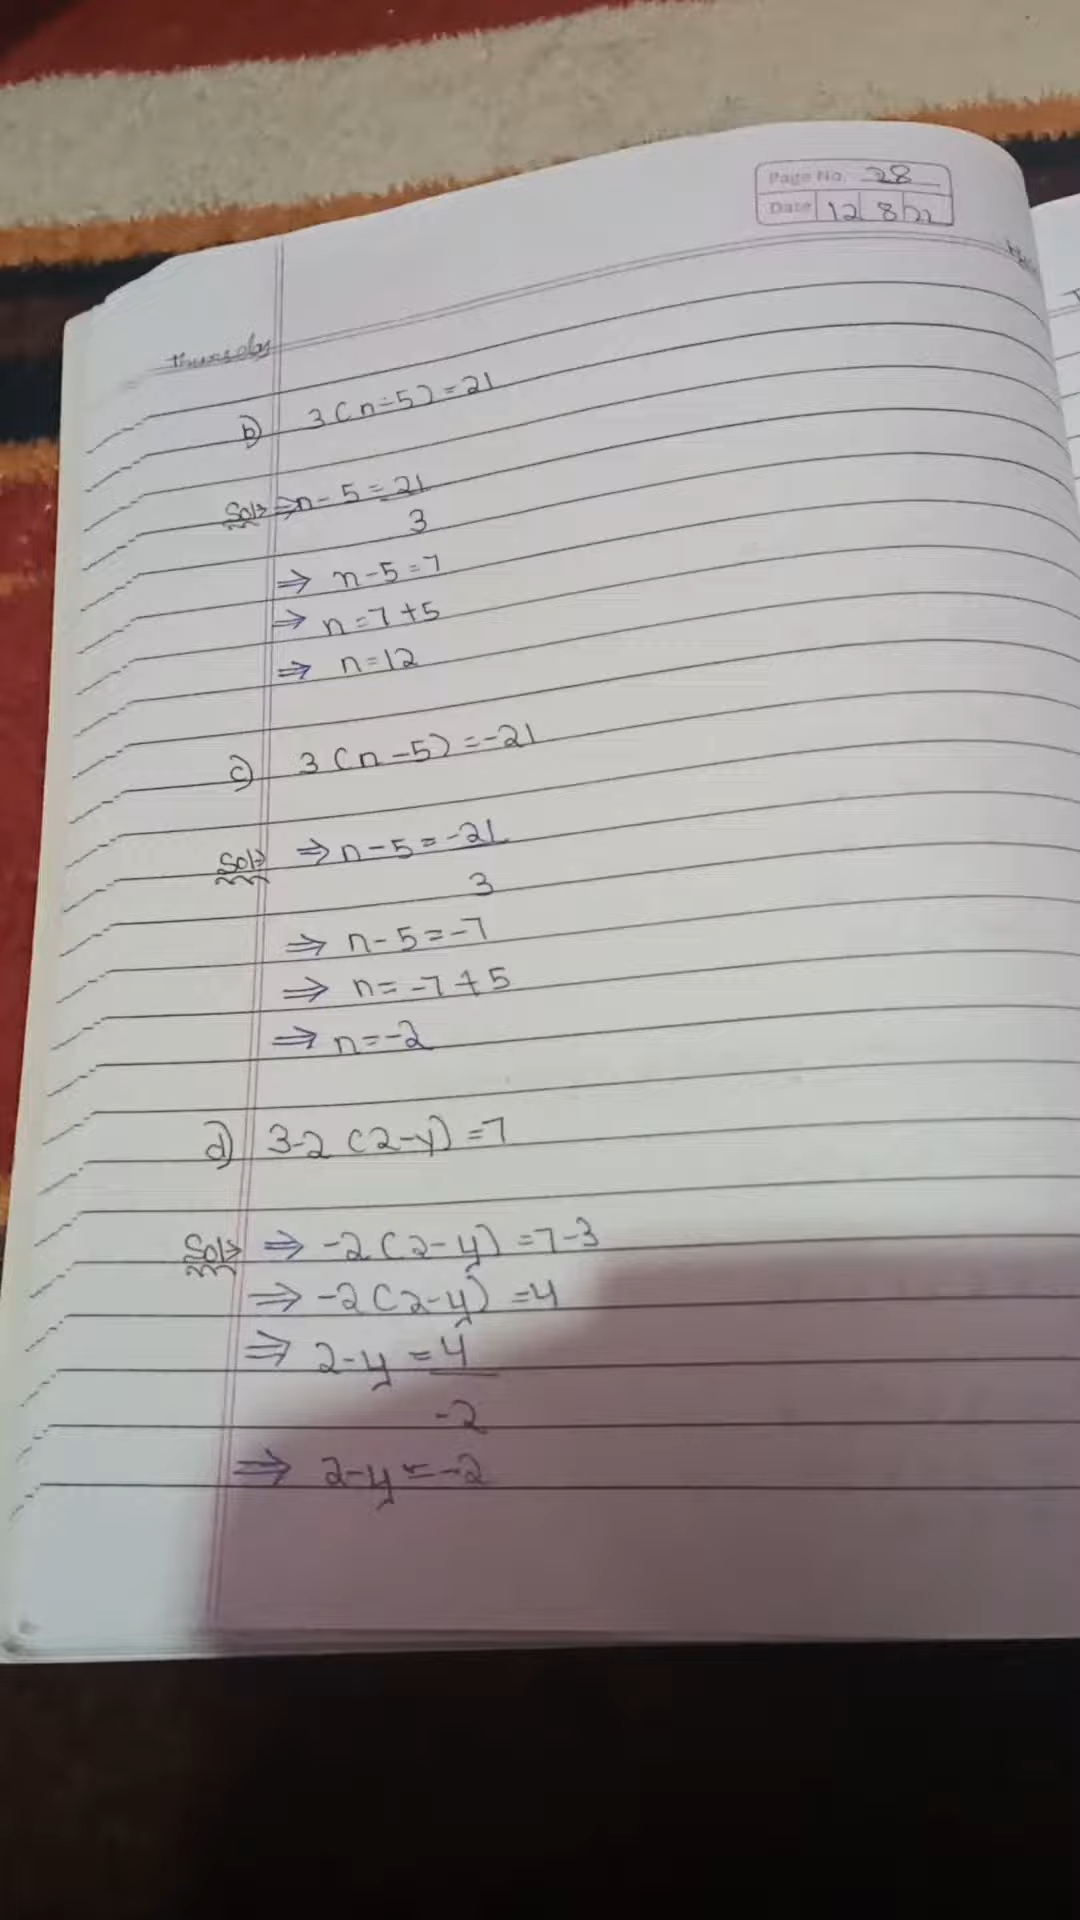 Page No. 28
Date 12 8
b) 3(n-5)=21
Sol⇒ ⇒n-5=21
3
⇒ n-5=7
⇒ n=7+5
⇒ n=12
c) 3(n-5)=-21
Sol⇒ ⇒n-5=-21
3
⇒ n-5=-7
⇒ n=-7+5
⇒ n=-2
d) 3-2(2-y)=7
Sol⇒ ⇒ -2(2-y)=7-3
⇒ -2(2-y)=4
⇒ 2-y=4
-2
⇒ 2-y=-2